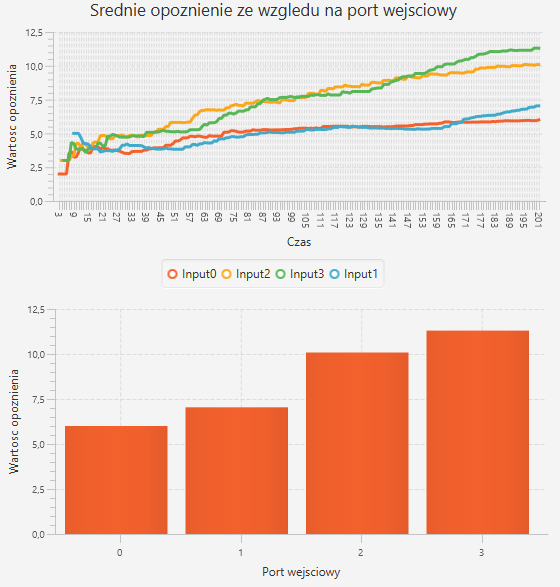 Srednie opoznienie ze wzgledu na port wejsciowy
Wartosc opoznienia
12,5
10,0
7,5
5,0
2,5
0,0
3 9 15 21 27 33 39 45 51 57 63 69 75 81 87 93 99 105 111 117 123 129 135 141 147 153 159 165 171 177 183 189 195 201
Czas
Input0 Input2 Input3 Input1
Wartosc opoznienia
12,5
10,0
7,5
5,0
2,5
0,0
0 1 2 3
Port wejsciowy